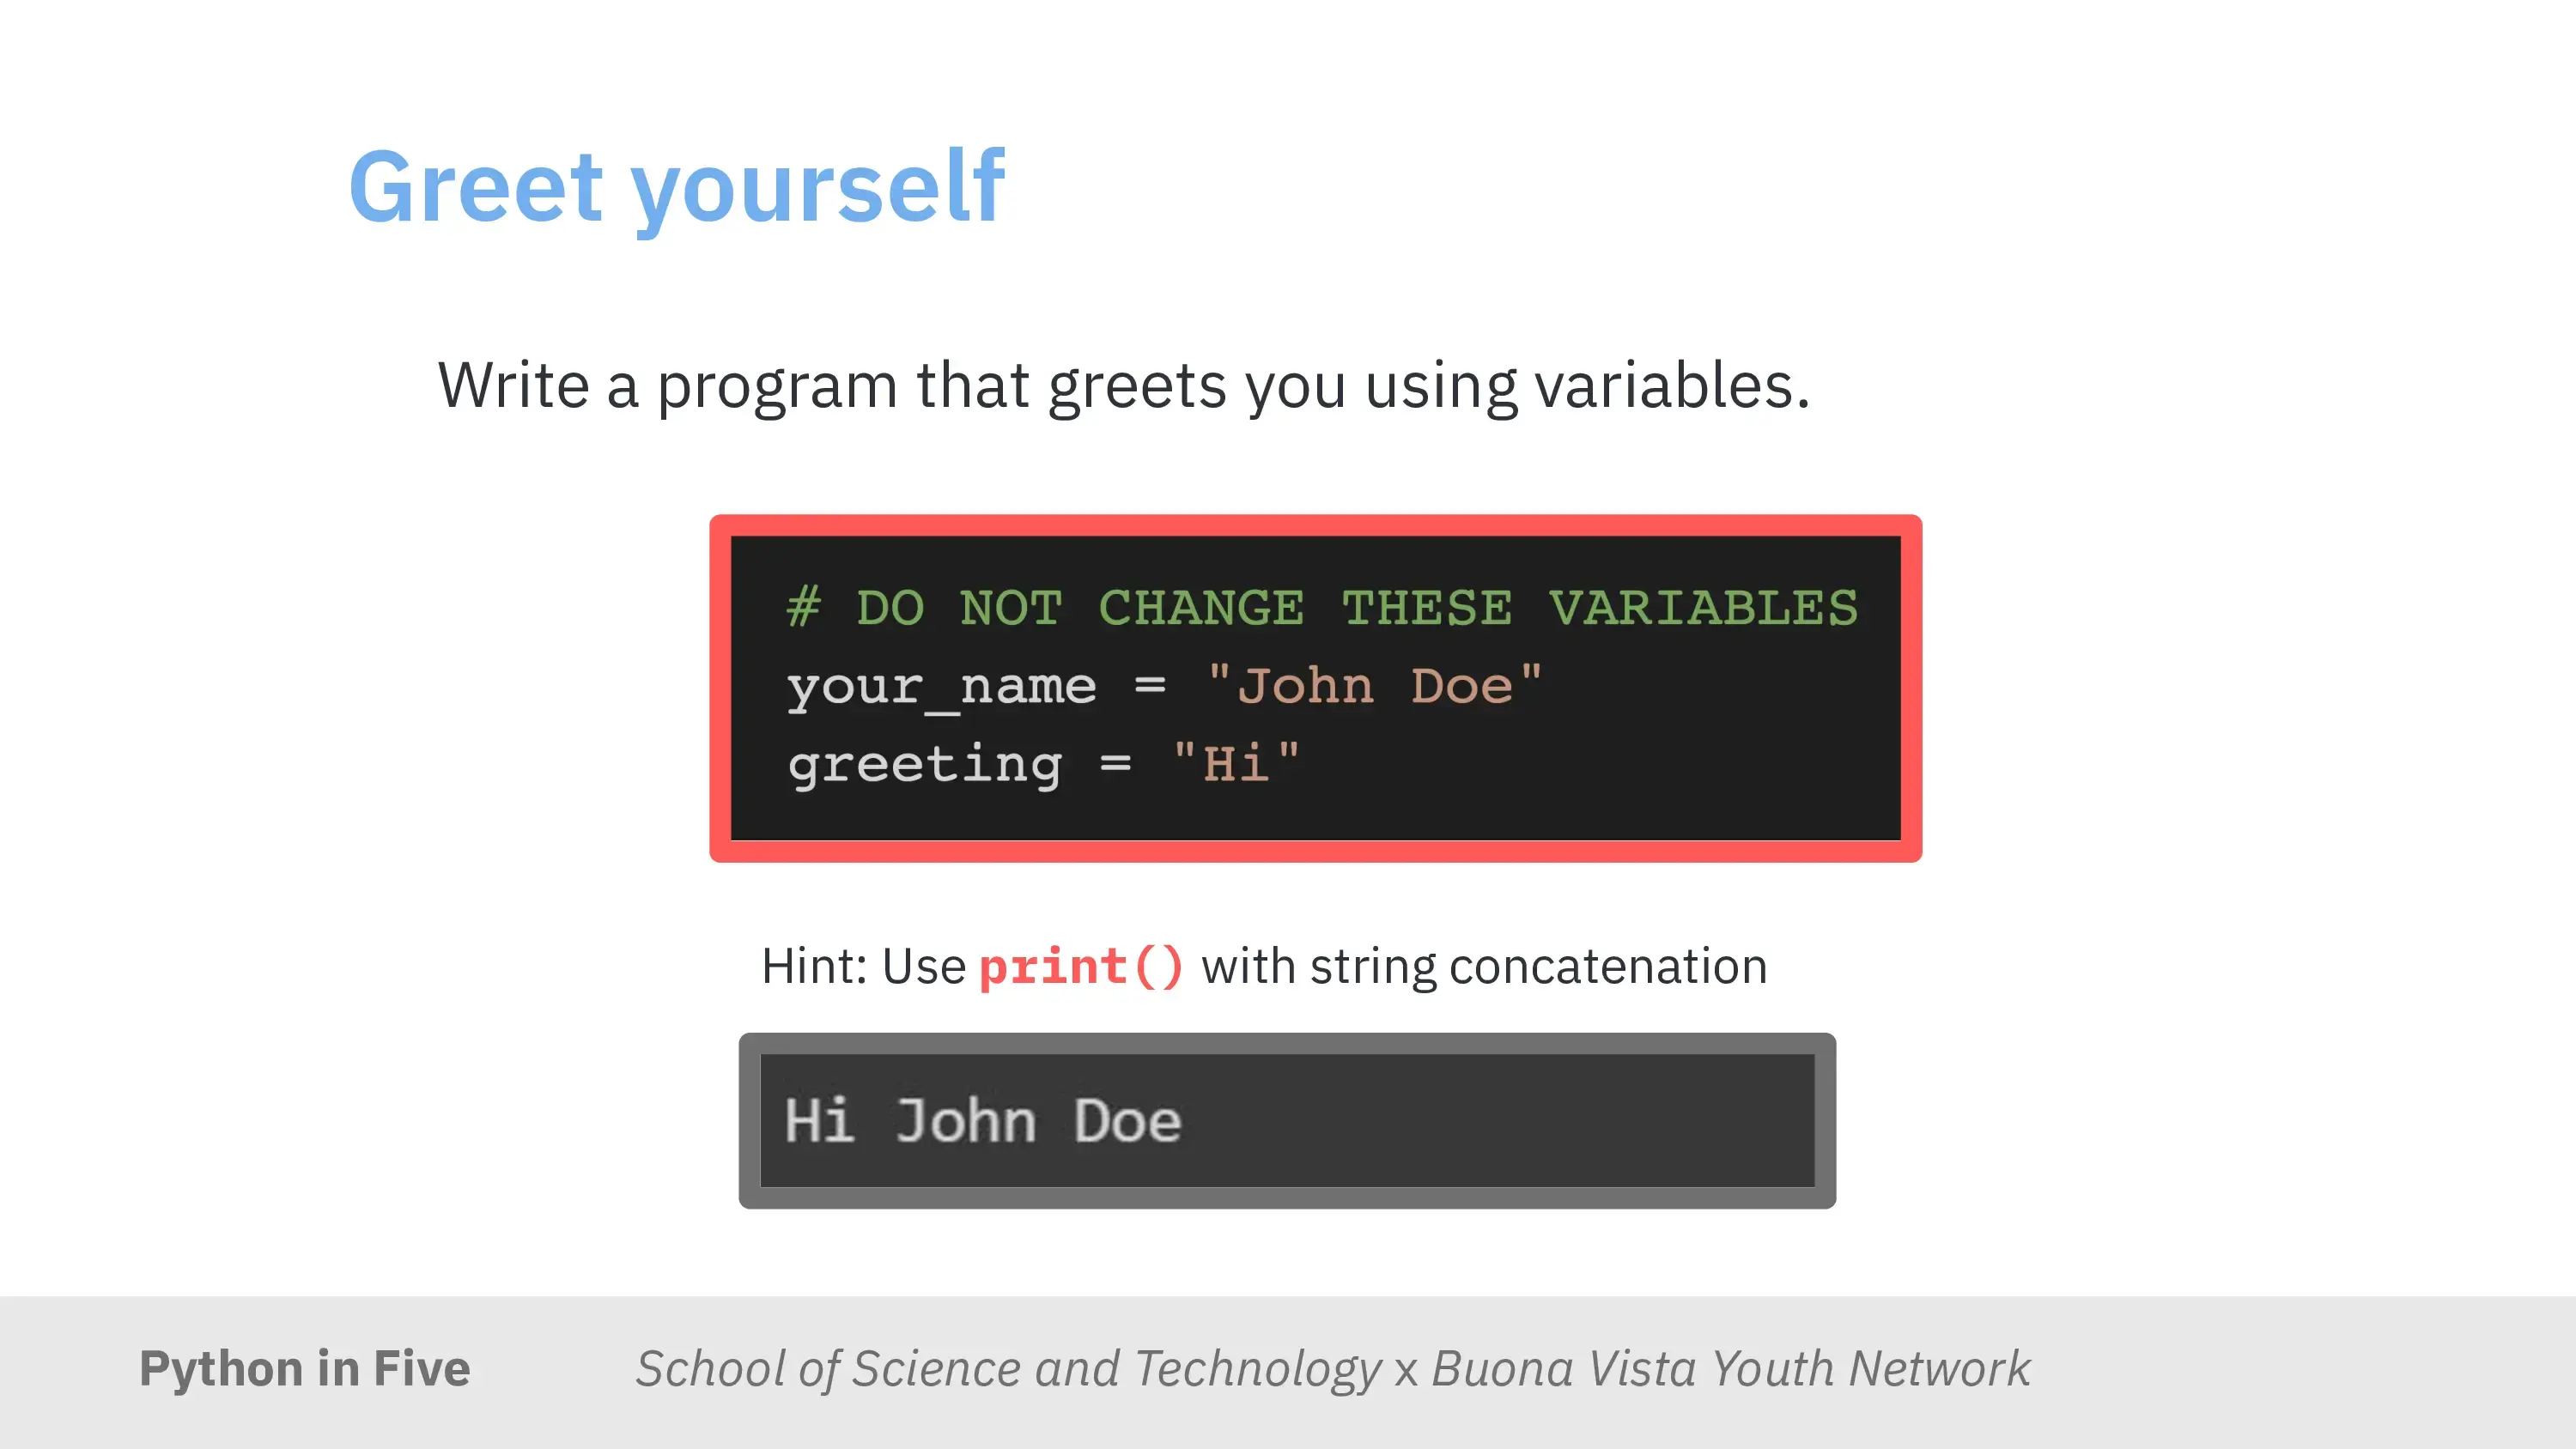 Greet yourself
Write a program that greets you using variables.
# DO NOT CHANGE THESE VARIABLES
your_name = "John Doe"
greeting = "Hi"
Hint: Use print() with string concatenation
Hi John Doe
Python in Five
School of Science and Technology x Buona Vista Youth Network